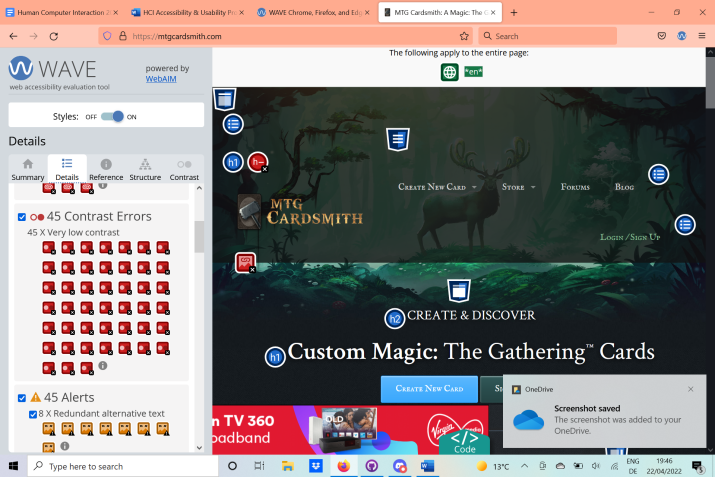 Human Computer Interaction 2
HCI Accessibility & Usability Pro
WAVE Chrome, Firefox, and Edg
MTG Cardsmith: A Magic: The G
https://mtgcardsmith.com
Search
WAVE
web accessibility evaluation tool
powered by
WebAIM
Styles: OFF ON
Details
Summary Details Reference Structure Contrast
45 Contrast Errors
45 X Very low contrast
45 Alerts
8 X Redundant alternative text
The following apply to the entire page:
*en*
h1 h-
Create New Card Store Forums Blog
MTG
CARDSMITH
Login/Sign Up
h2 CREATE & DISCOVER
h1 Custom Magic: The Gathering™ Cards
Create New Card
n TV 360
oadband
OLD
Virgin
media
</>
Code
OneDrive
Screenshot saved
The screenshot was added to your
OneDrive.
Type here to search
13°C
ENG
DE
19:46
22/04/2022
5